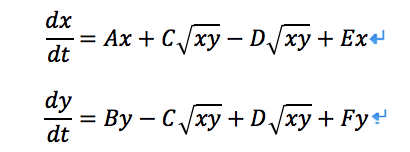 dx/dt = Ax + C√xy − D√xy + Ex↵
dy/dt = By − C√xy + D√xy + Fy↵